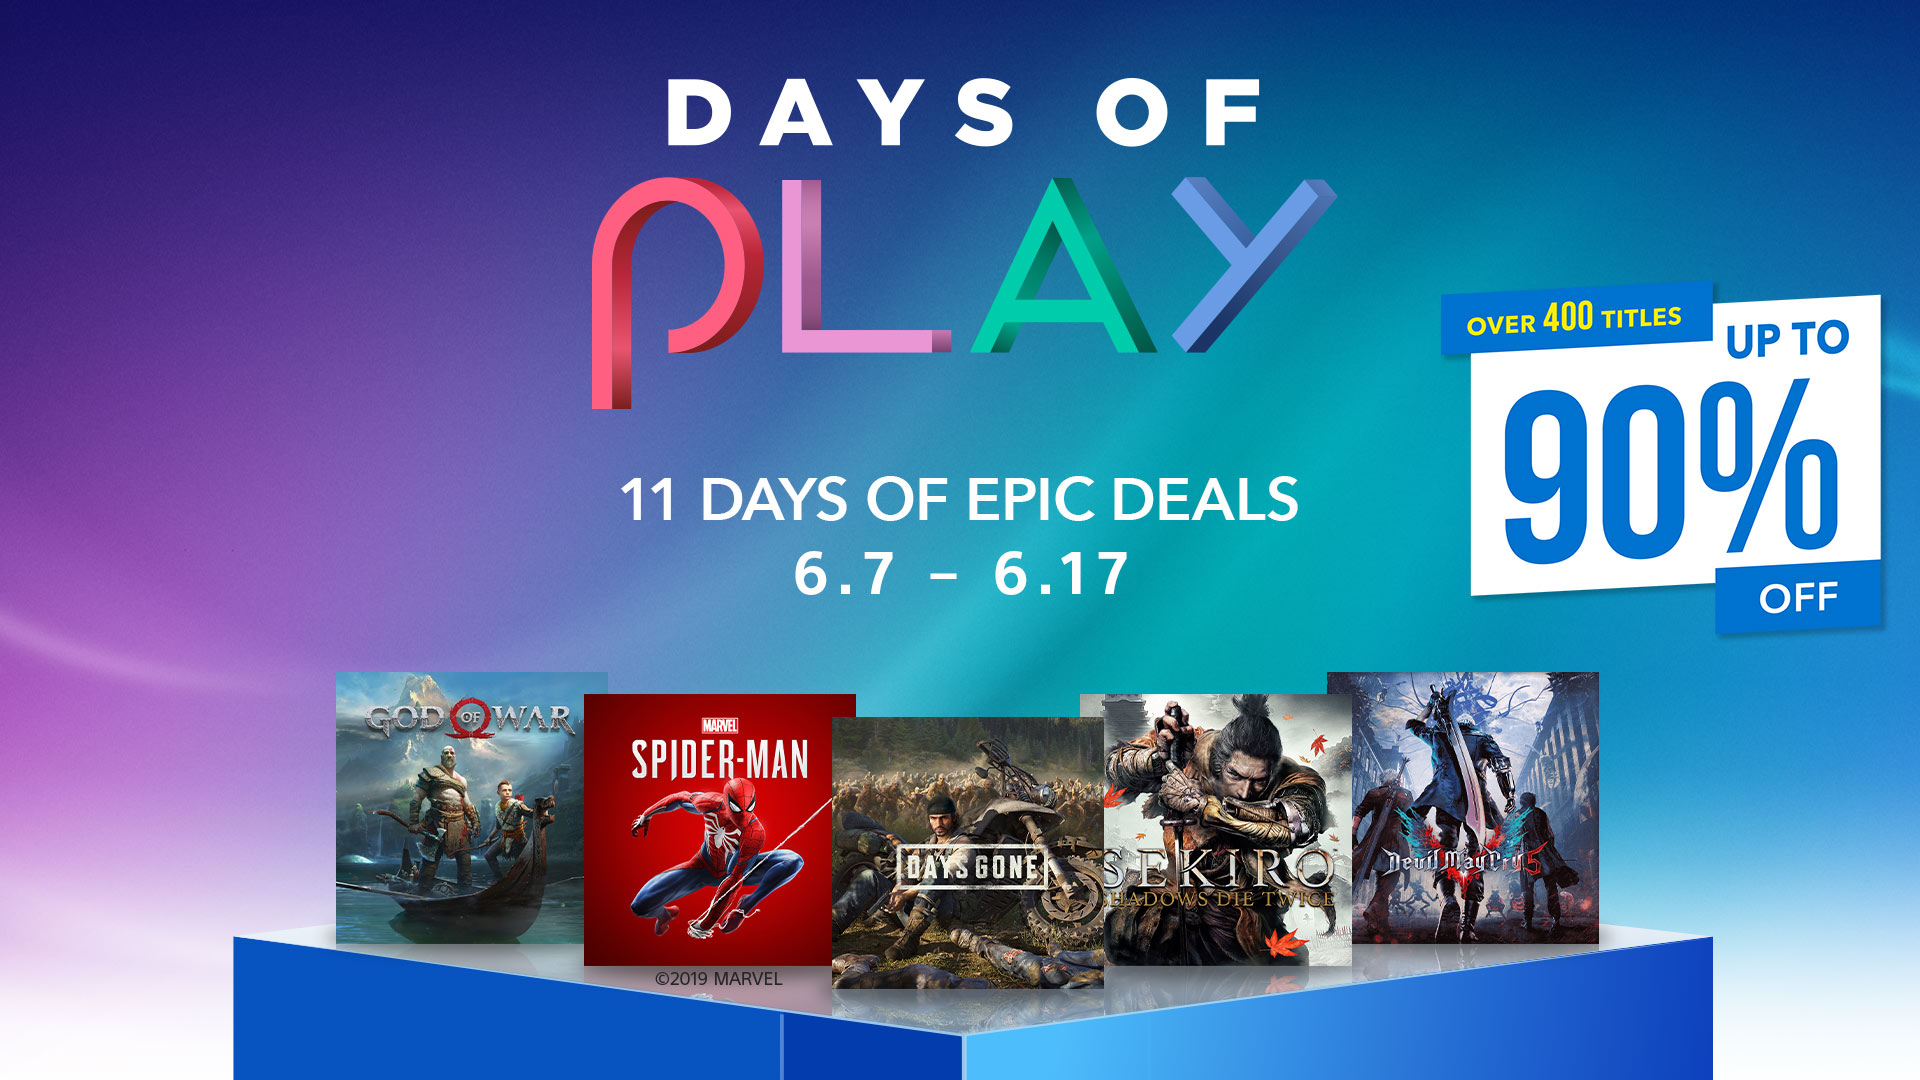 DAYS OF
PLAY
11 DAYS OF EPIC DEALS
6.7 – 6.17
OVER 400 TITLES
UP TO
90%
OFF
GOD OF WAR
MARVEL
SPIDER-MAN
©2019 MARVEL
DAYS GONE
SEKIRO
SHADOWS DIE TWICE
Devil May Cry 5